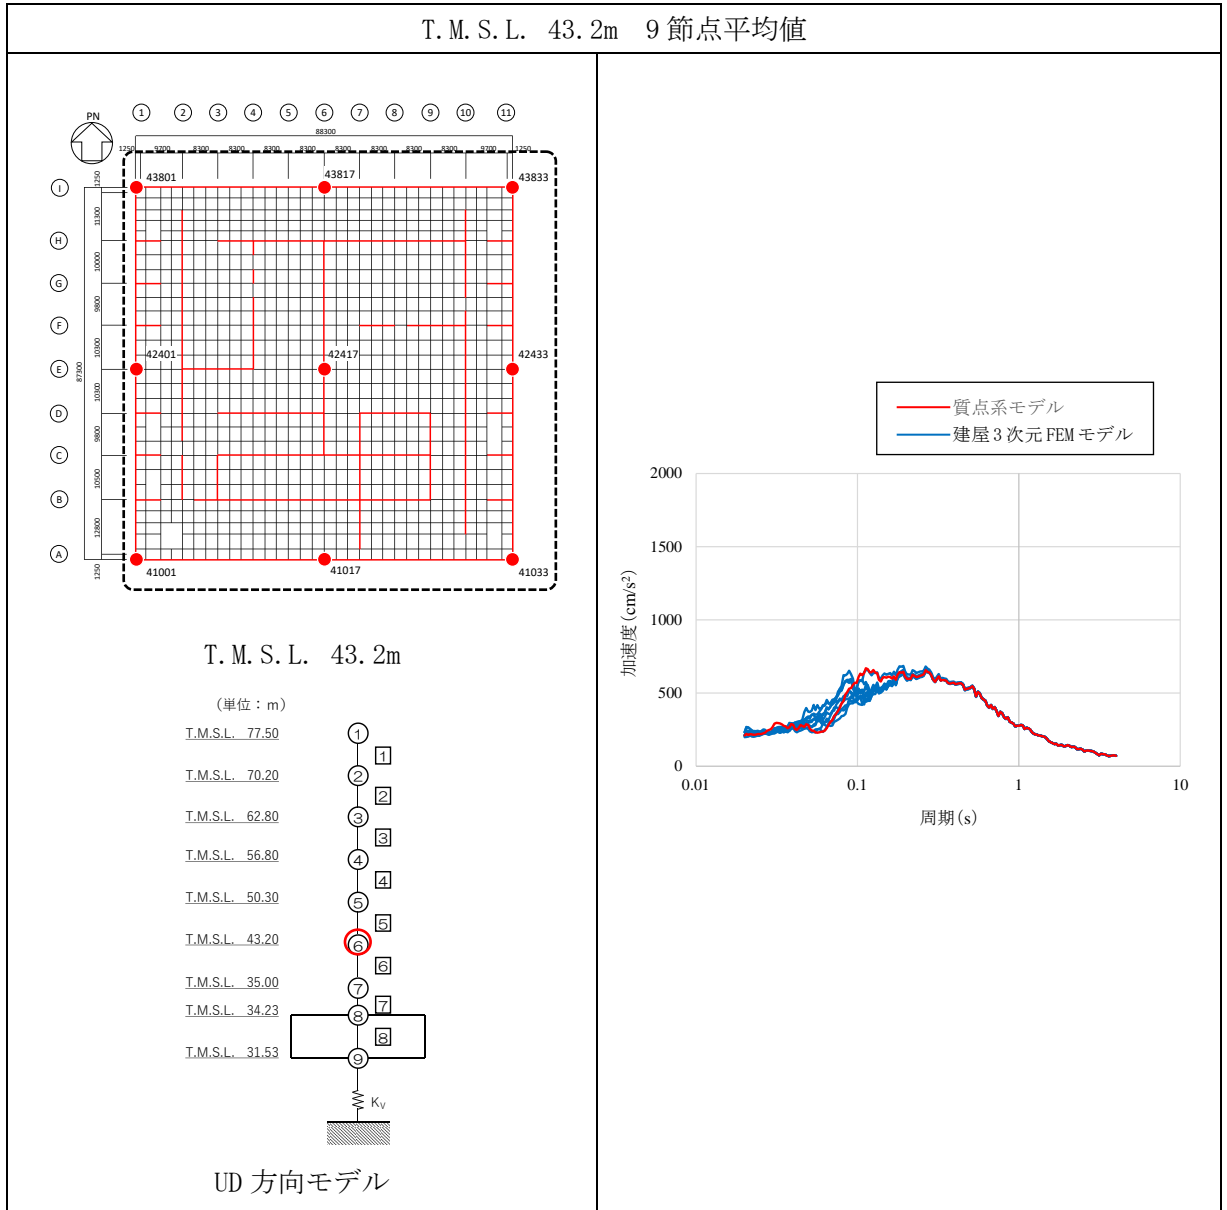 T.M.S.L. 43.2m 9節点平均値
PN
① ② ③ ④ ⑤ ⑥ ⑦ ⑧ ⑨ ⑩ ⑪
88300
1250 9700 8300 8300 8300 8300 8300 8300 8300 8300 9700 1250
Ⓘ
Ⓗ
Ⓖ
Ⓕ
Ⓔ
Ⓓ
Ⓒ
Ⓑ
Ⓐ
87300
1250
11300
10000
9800
10300
10300
9800
10500
12800
1250
43801 43817 43833
42401 42417 42433
41001 41017 41033
T.M.S.L. 43.2m
(単位：m)
T.M.S.L. 77.50 ①
1
T.M.S.L. 70.20 ②
2
T.M.S.L. 62.80 ③
3
T.M.S.L. 56.80 ④
4
T.M.S.L. 50.30 ⑤
5
T.M.S.L. 43.20 ⑥
6
T.M.S.L. 35.00 ⑦
7
T.M.S.L. 34.23 ⑧
8
T.M.S.L. 31.53 ⑨
KV
UD方向モデル
質点系モデル
建屋3次元FEMモデル
2000
1500
1000
500
0
加速度(cm/s²)
0.01 0.1 1 10
周期(s)